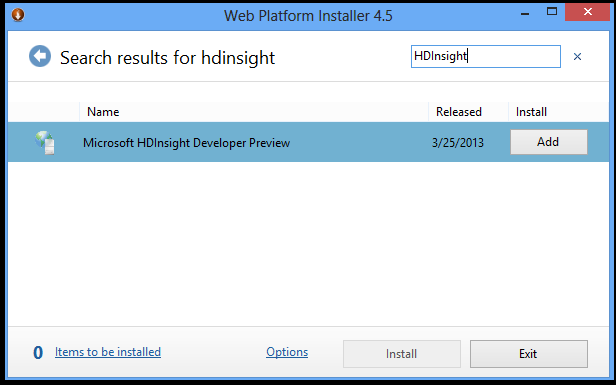 Web Platform Installer 4.5
Search results for hdinsight
HDInsight
Name Released Install
Microsoft HDInsight Developer Preview 3/25/2013 Add
0 Items to be installed Options Install Exit